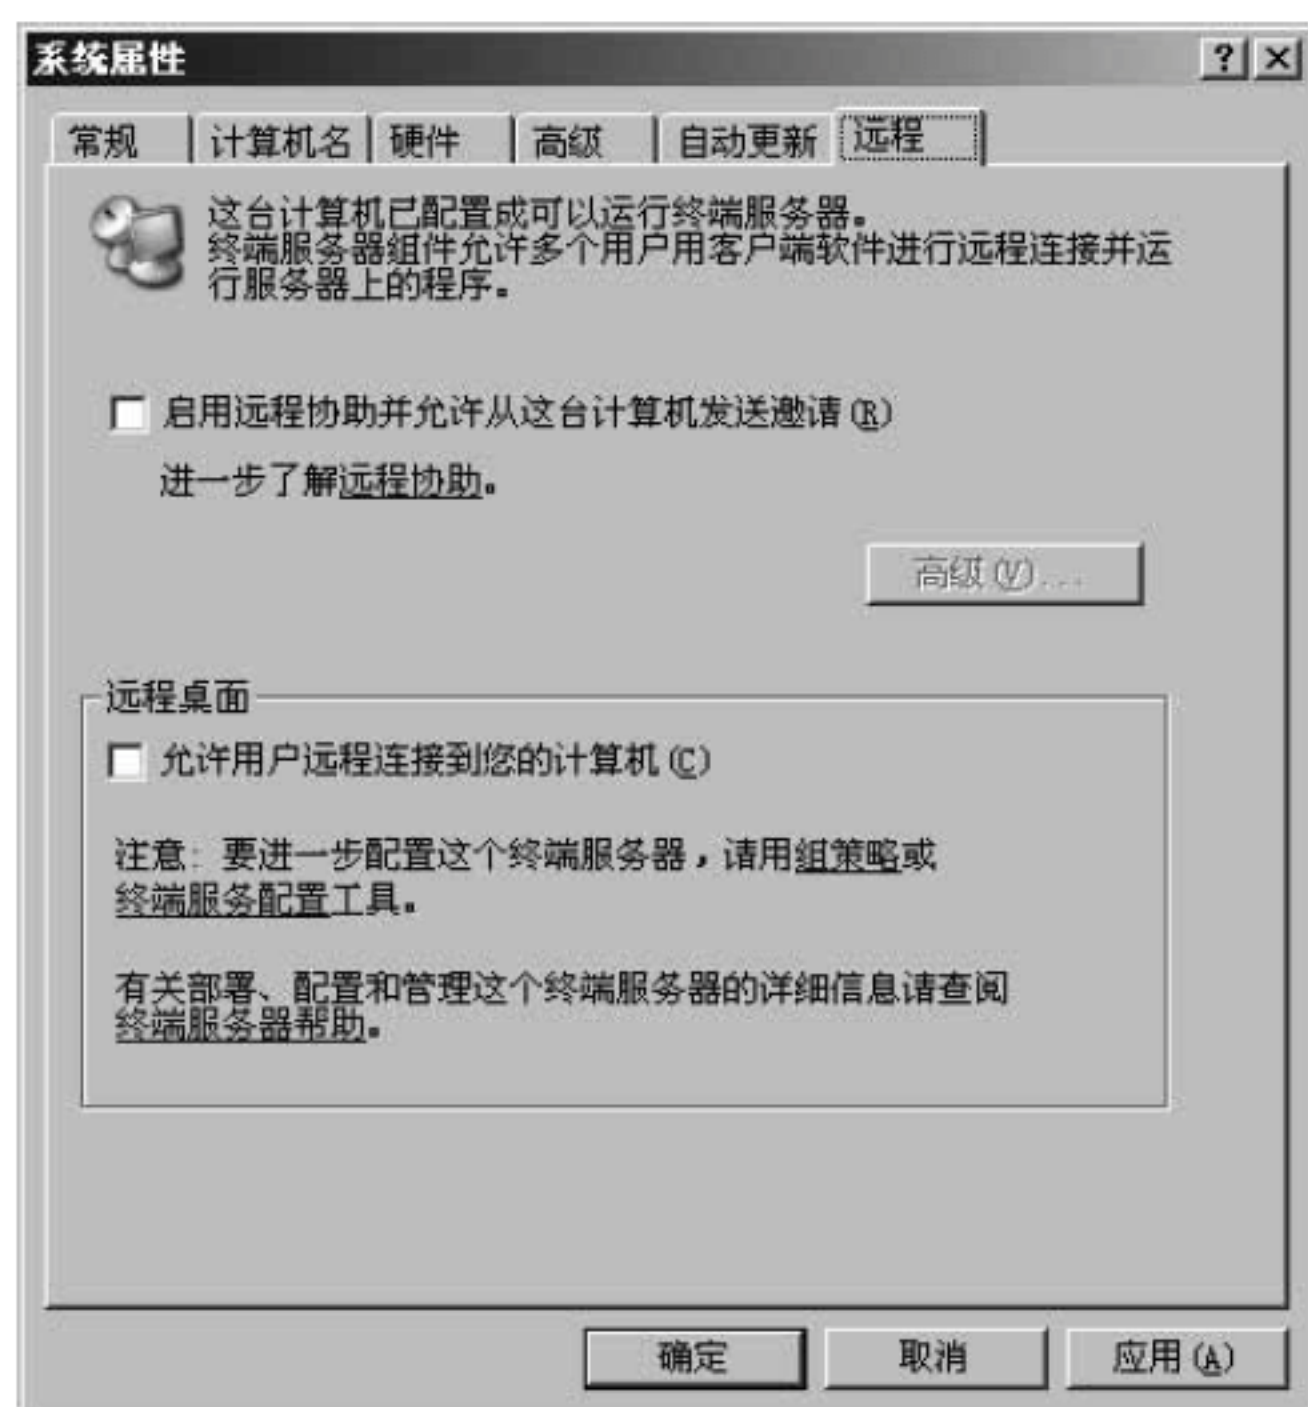 系统属性
常规 计算机名 硬件 高级 自动更新 远程
这台计算机已配置成可以运行终端服务器。
终端服务器组件允许多个用户用客户端软件进行远程连接并运
行服务器上的程序。
启用远程协助并允许从这台计算机发送邀请(R)
进一步了解远程协助。
高级(V)...
远程桌面
允许用户远程连接到您的计算机(C)
注意: 要进一步配置这个终端服务器，请用组策略或
终端服务配置工具。
有关部署、配置和管理这个终端服务器的详细信息请查阅
终端服务器帮助。
确定 取消 应用(A)